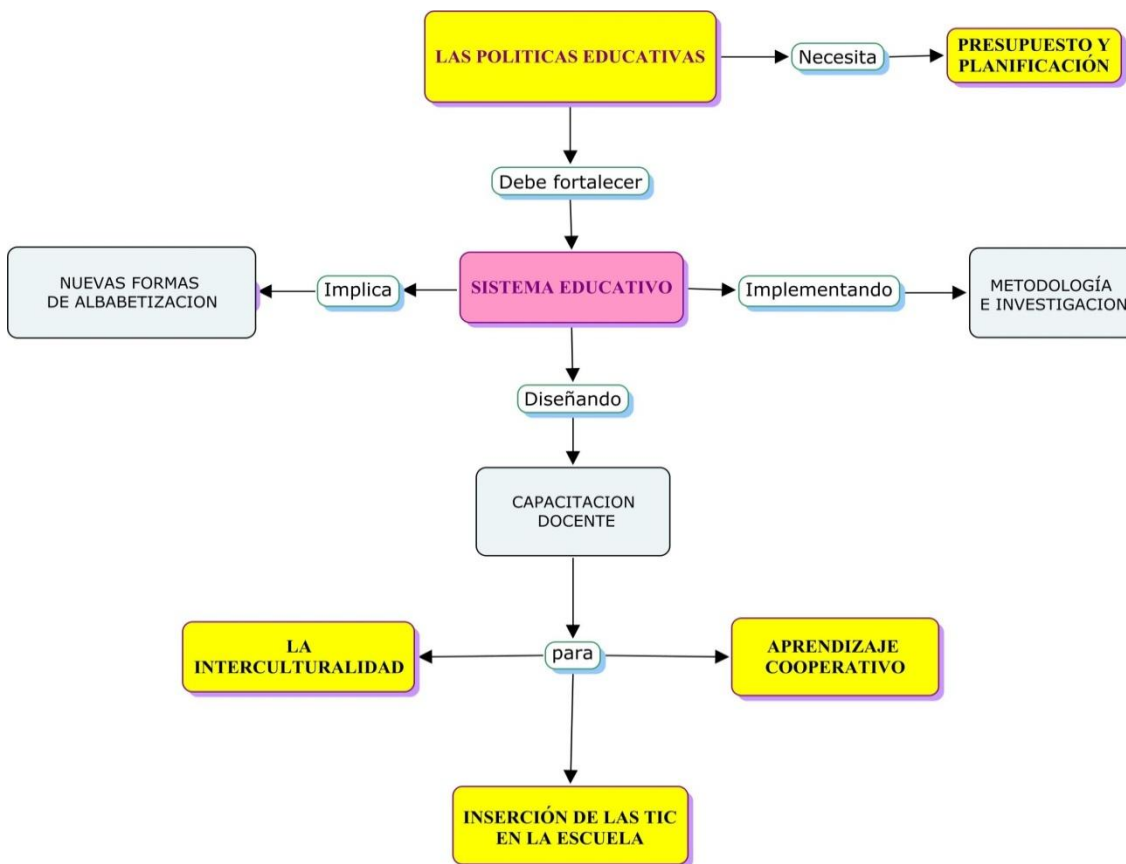 LAS POLITICAS EDUCATIVAS
Necesita
PRESUPUESTO Y
PLANIFICACIÓN
Debe fortalecer
NUEVAS FORMAS
DE ALBABETIZACION
Implica
SISTEMA EDUCATIVO
Implementando
METODOLOGÍA
E INVESTIGACION
Diseñando
CAPACITACION
DOCENTE
LA
INTERCULTURALIDAD
para
APRENDIZAJE
COOPERATIVO
INSERCIÓN DE LAS TIC
EN LA ESCUELA